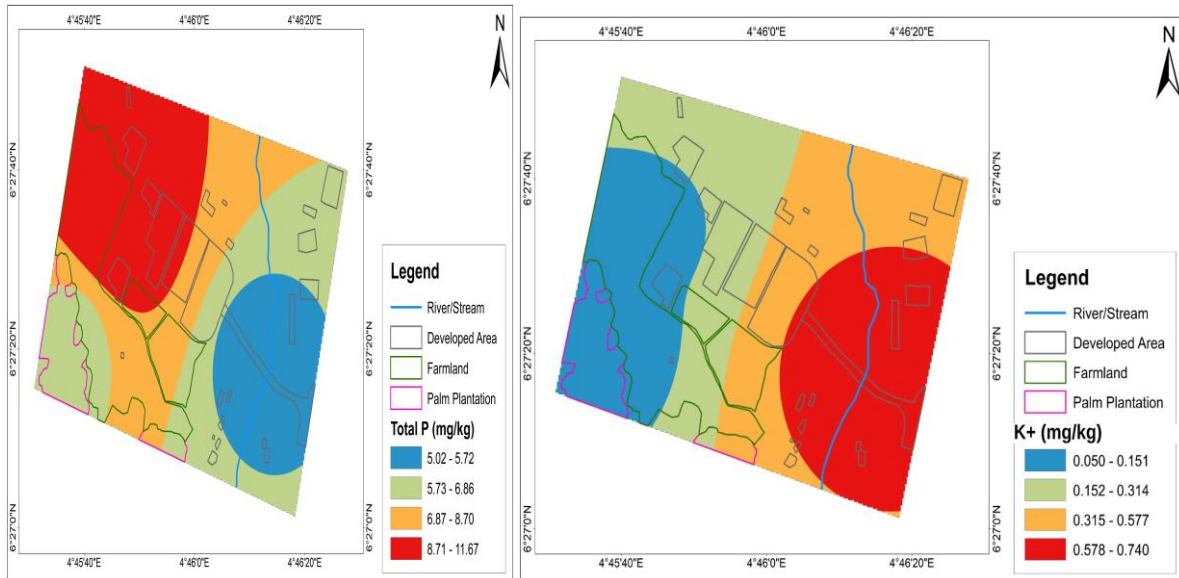 4°45'40"E 4°46'0"E 4°46'20"E
N
6°27'40"N 6°27'40"N
6°27'20"N 6°27'20"N
6°27'0"N 6°27'0"N
Legend
River/Stream
Developed Area
Farmland
Palm Plantation
Total P (mg/kg)
5.02 - 5.72
5.73 - 6.86
6.87 - 8.70
8.71 - 11.67
4°45'40"E 4°46'0"E 4°46'20"E
4°45'40"E 4°46'0"E 4°46'20"E
N
6°27'40"N 6°27'40"N
6°27'20"N 6°27'20"N
6°27'0"N 6°27'0"N
Legend
River/Stream
Developed Area
Farmland
Palm Plantation
K+ (mg/kg)
0.050 - 0.151
0.152 - 0.314
0.315 - 0.577
0.578 - 0.740
4°45'40"E 4°46'0"E 4°46'20"E